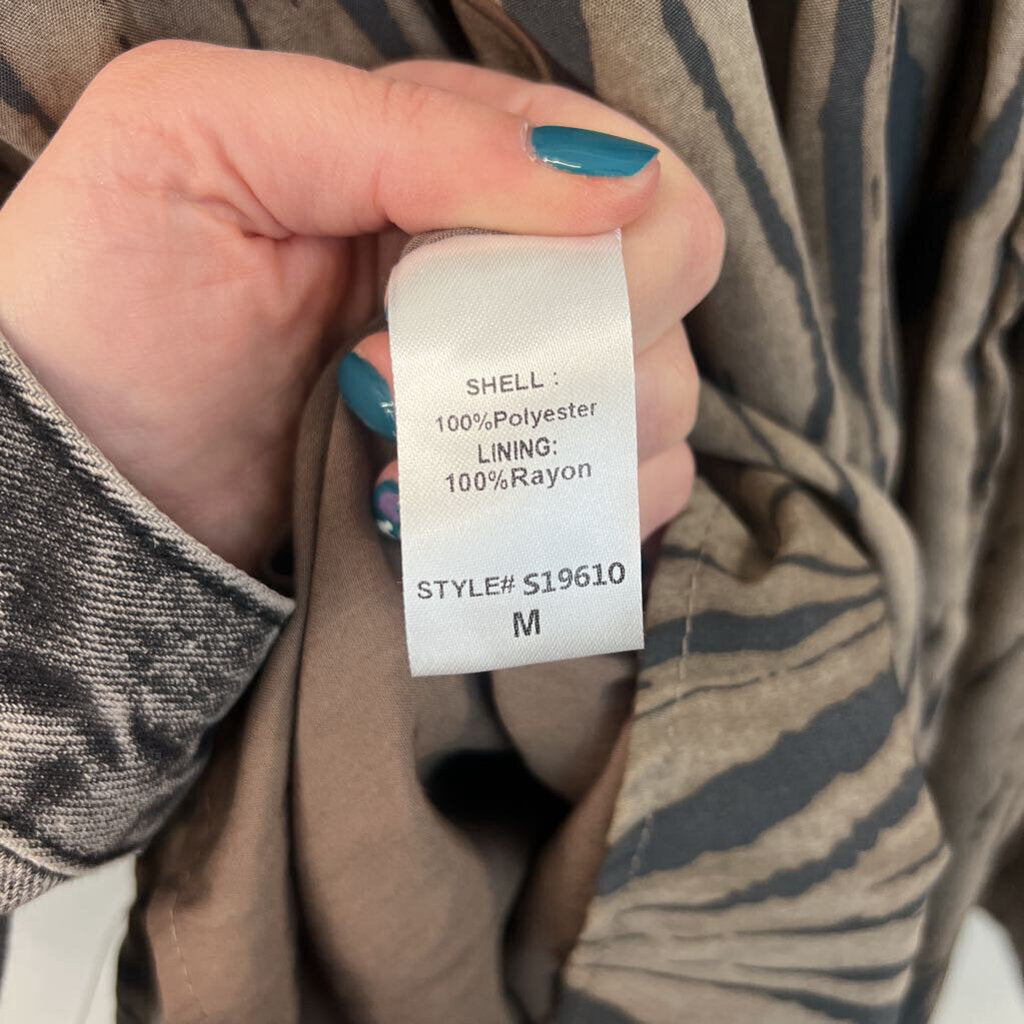 SHELL :
100%Polyester
LINING:
100%Rayon
STYLE# S19610
M